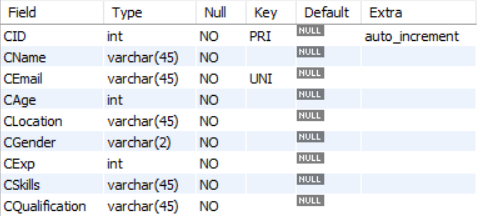 Field Type Null Key Default Extra
CID int NO PRI NULL auto_increment
CName varchar(45) NO NULL
CEmail varchar(45) NO UNI NULL
CAge int NO NULL
CLocation varchar(45) NO NULL
CGender varchar(2) NO NULL
CExp int NO NULL
CSkills varchar(45) NO NULL
CQualification varchar(45) NO NULL